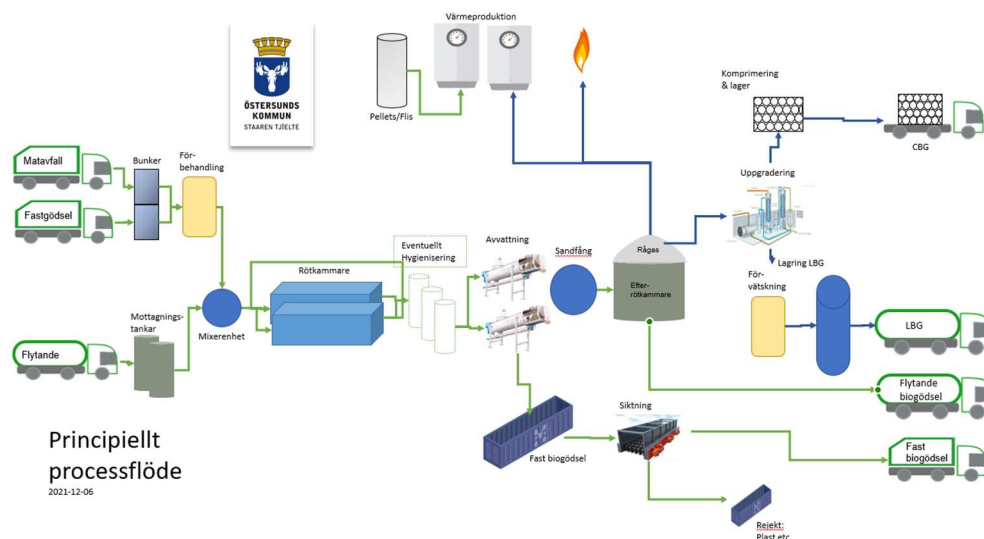 Värmeproduktion
ÖSTERSUNDS
KOMMUN
STAAREN TJÏELTE
Pellets/Flis
Komprimering
& lager
CBG
Matavfall
Bunker
För-
behandling
Fastgödsel
Uppgradering
Eventuellt
Hygienisering
Avvattning
Sandfång
Rågas
Rötkammare
Efter-
rötkammare
Lagring LBG
För-
vätskning
Mottagnings-
tankar
Mixerenhet
Flytande
LBG
Flytande
biogödsel
Principiellt
processflöde
2021-12-06
Fast biogödsel
Siktning
Fast
biogödsel
Rejekt:
Plast etc